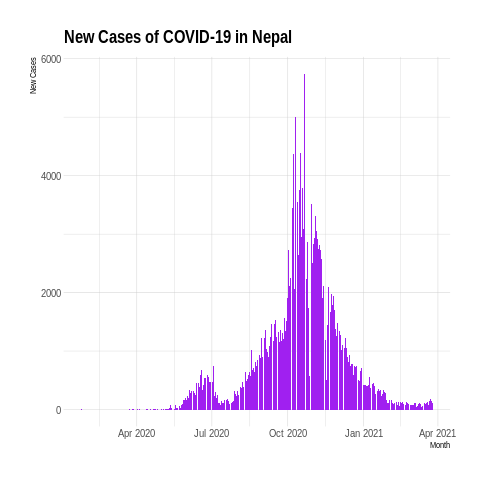 New Cases of COVID-19 in Nepal
New Cases
6000
4000
2000
0
Apr 2020 Jul 2020 Oct 2020 Jan 2021 Apr 2021
Month